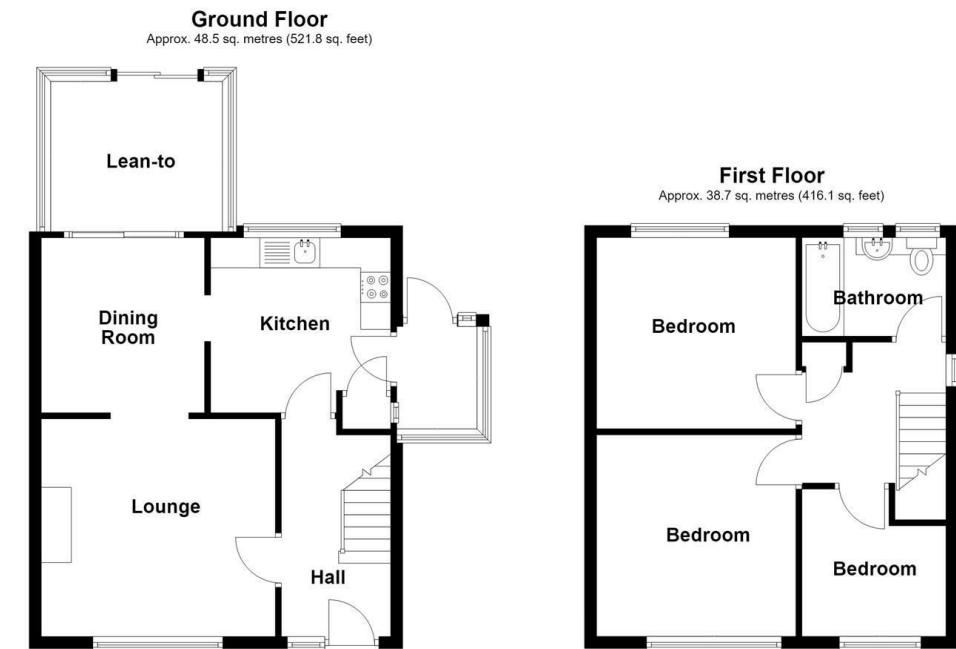 Ground Floor
Approx. 48.5 sq. metres (521.8 sq. feet)
Lean-to
Dining
Room
Kitchen
Lounge
Hall
First Floor
Approx. 38.7 sq. metres (416.1 sq. feet)
Bedroom
Bathroom
Bedroom
Bedroom